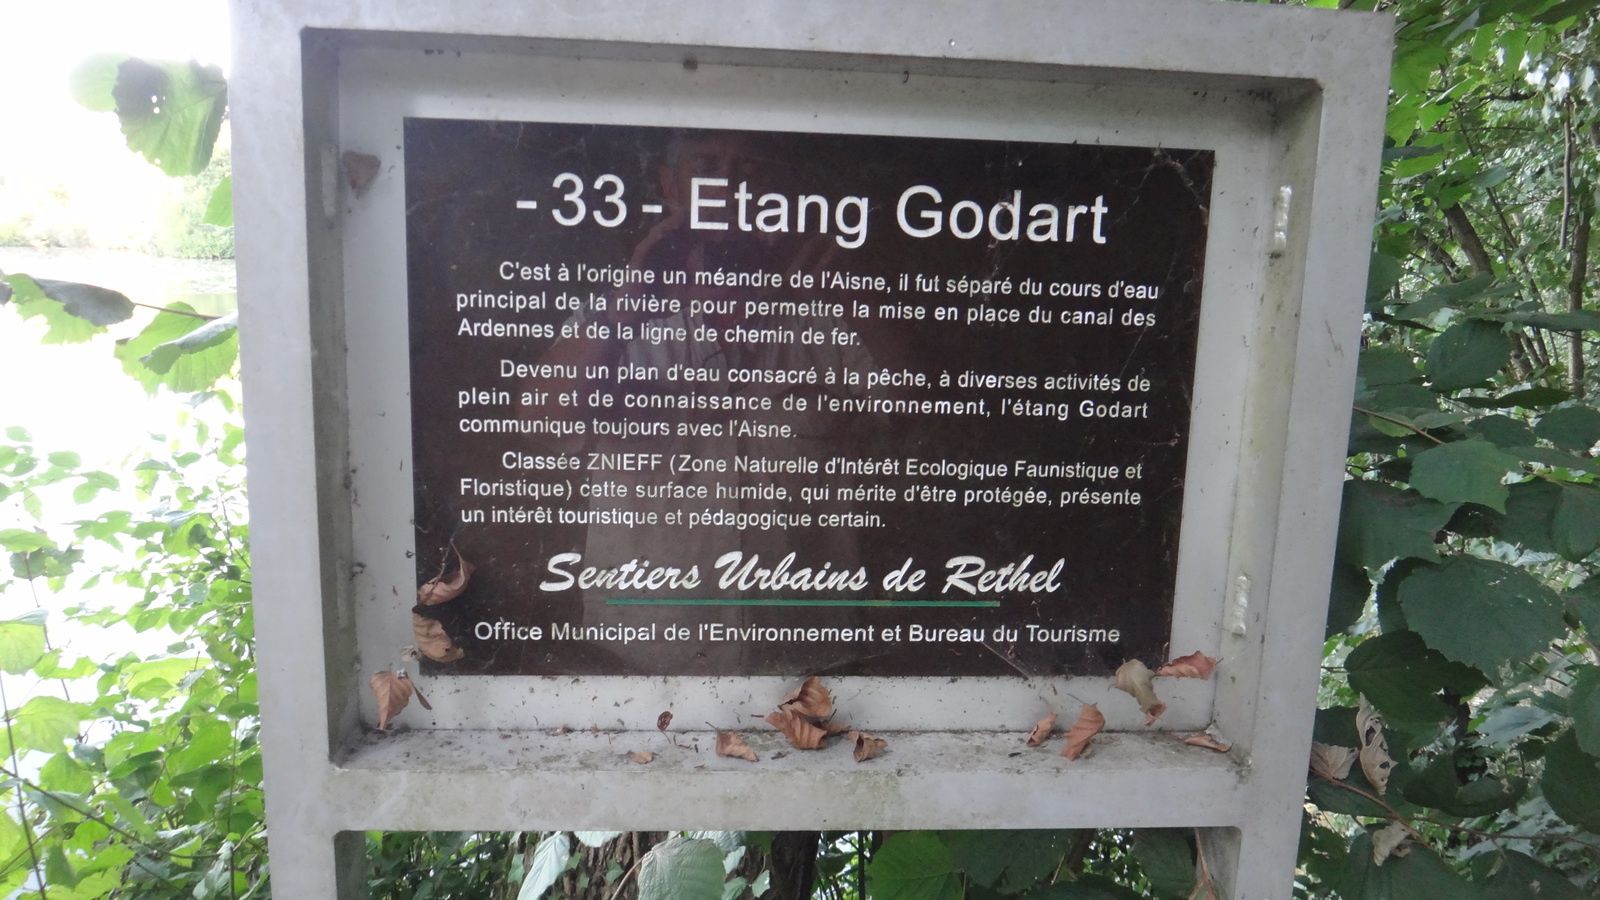 - 33 - Etang Godart
C'est à l'origine un méandre de l'Aisne, il fut séparé du cours d'eau
principal de la rivière pour permettre la mise en place du canal des
Ardennes et de la ligne de chemin de fer.
Devenu un plan d'eau consacré à la pêche, à diverses activités de
plein air et de connaissance de l'environnement, l'étang Godart
communique toujours avec l'Aisne.
Classée ZNIEFF (Zone Naturelle d'Intérêt Ecologique Faunistique et
Floristique) cette surface humide, qui mérite d'être protégée, présente
un intérêt touristique et pédagogique certain.
Sentiers Urbains de Rethel
Office Municipal de l'Environnement et Bureau du Tourisme